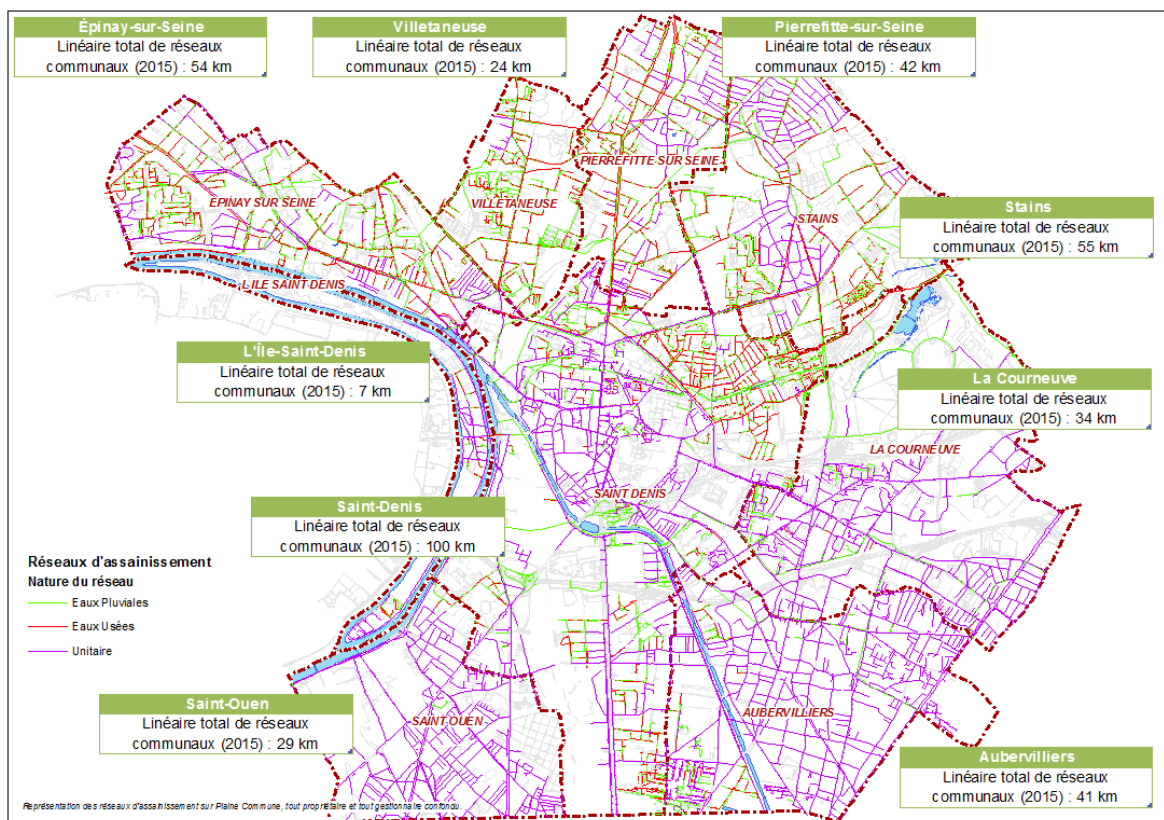 Épinay-sur-Seine
Linéaire total de réseaux
communaux (2015) : 54 km
Villetaneuse
Linéaire total de réseaux
communaux (2015) : 24 km
Pierrefitte-sur-Seine
Linéaire total de réseaux
communaux (2015) : 42 km
PIERREFITTE SUR SEINE
EPINAY SUR SEINE
VILLETANEUSE
STAINS
Stains
Linéaire total de réseaux
communaux (2015) : 55 km
L'ILE SAINT DENIS
L'Île-Saint-Denis
Linéaire total de réseaux
communaux (2015) : 7 km
La Courneuve
Linéaire total de réseaux
communaux (2015) : 34 km
LA COURNEUVE
SAINT DENIS
Saint-Denis
Linéaire total de réseaux
communaux (2015) : 100 km
Réseaux d'assainissement
Nature du réseau
Eaux Pluviales
Eaux Usées
Unitaire
Saint-Ouen
Linéaire total de réseaux
communaux (2015) : 29 km
SAINT OUEN
AUBERVILLIERS
Aubervilliers
Linéaire total de réseaux
communaux (2015) : 41 km
Représentation des réseaux d'assainissement sur Plaine Commune, tout propriétaire et tout gestionnaire confondu.